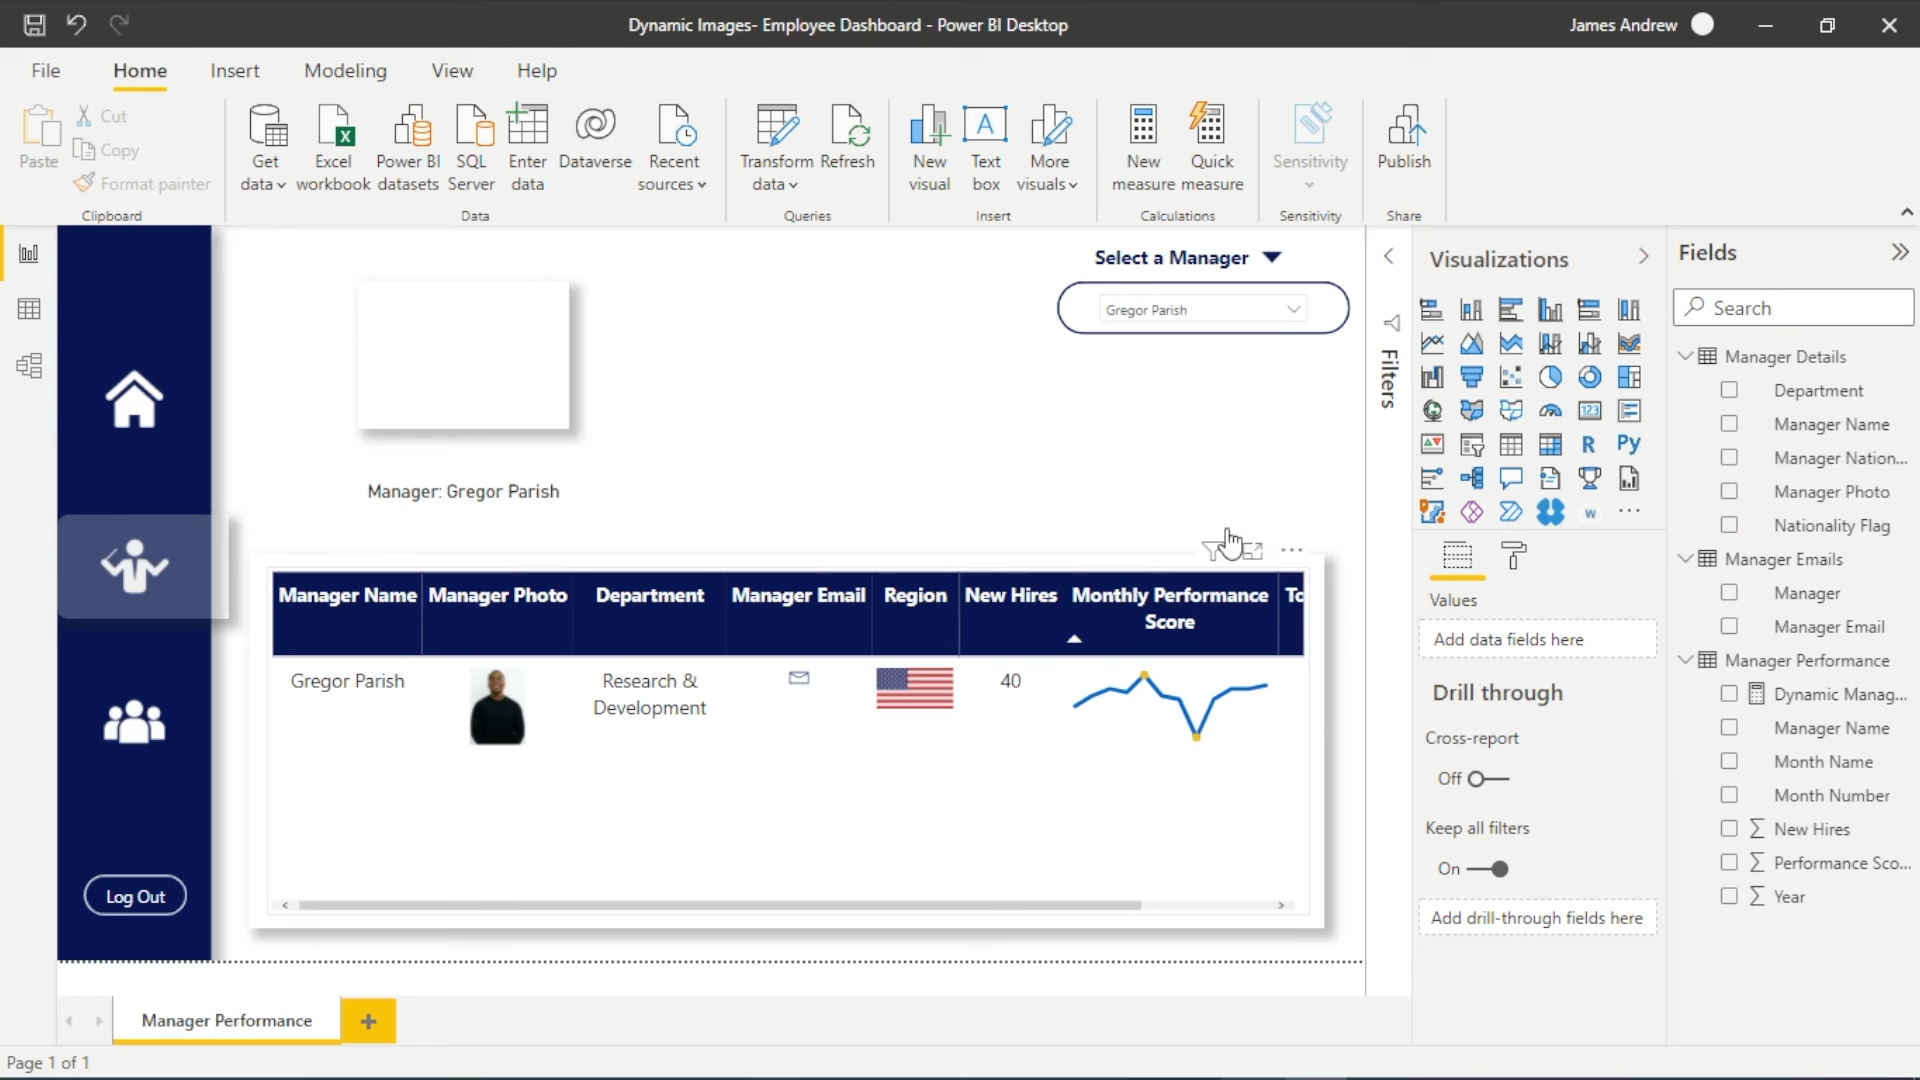 Dynamic Images- Employee Dashboard - Power BI Desktop
James Andrew
File Home Insert Modeling View Help
Paste
Cut
Copy
Format painter
Clipboard
Get data
Excel workbook
Power BI datasets
SQL Server
Enter data
Dataverse
Recent sources
Data
Transform data
Refresh
Queries
New visual
A
Text box
More visuals
Insert
New measure
Quick measure
Calculations
Sensitivity
Sensitivity
Publish
Share
Select a Manager
Gregor Parish
Manager: Gregor Parish
Manager Name Manager Photo Department Manager Email Region New Hires Monthly Performance Score To
Gregor Parish Research & Development 40
Log Out
Filters
Visualizations
123
R
Py
W
Values
Add data fields here
Drill through
Cross-report
Off
Keep all filters
On
Add drill-through fields here
Fields
Search
Manager Details
Department
Manager Name
Manager Nation...
Manager Photo
Nationality Flag
Manager Emails
Manager
Manager Email
Manager Performance
Dynamic Manag...
Manager Name
Month Name
Month Number
∑ New Hires
∑ Performance Sco...
∑ Year
Manager Performance
+
Page 1 of 1